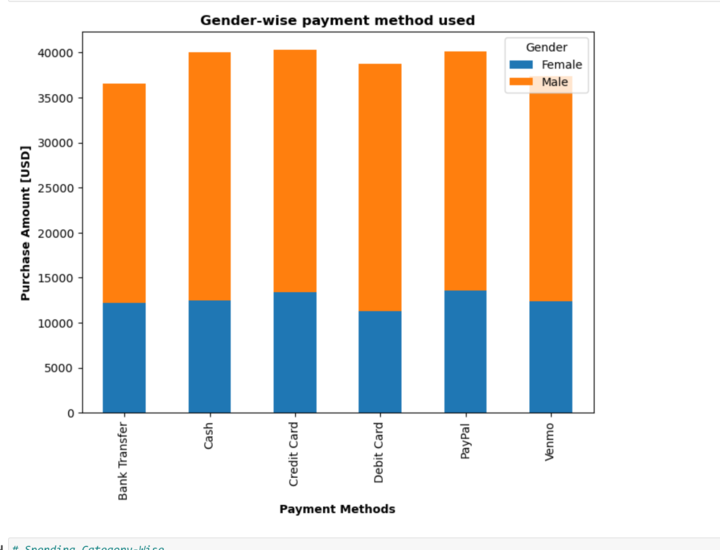 Gender-wise payment method used
Gender
Female
Male
40000
35000
30000
25000
20000
15000
10000
5000
0
Purchase Amount [USD]
Bank Transfer
Cash
Credit Card
Debit Card
PayPal
Venmo
Payment Methods
# Spending Category-Wise